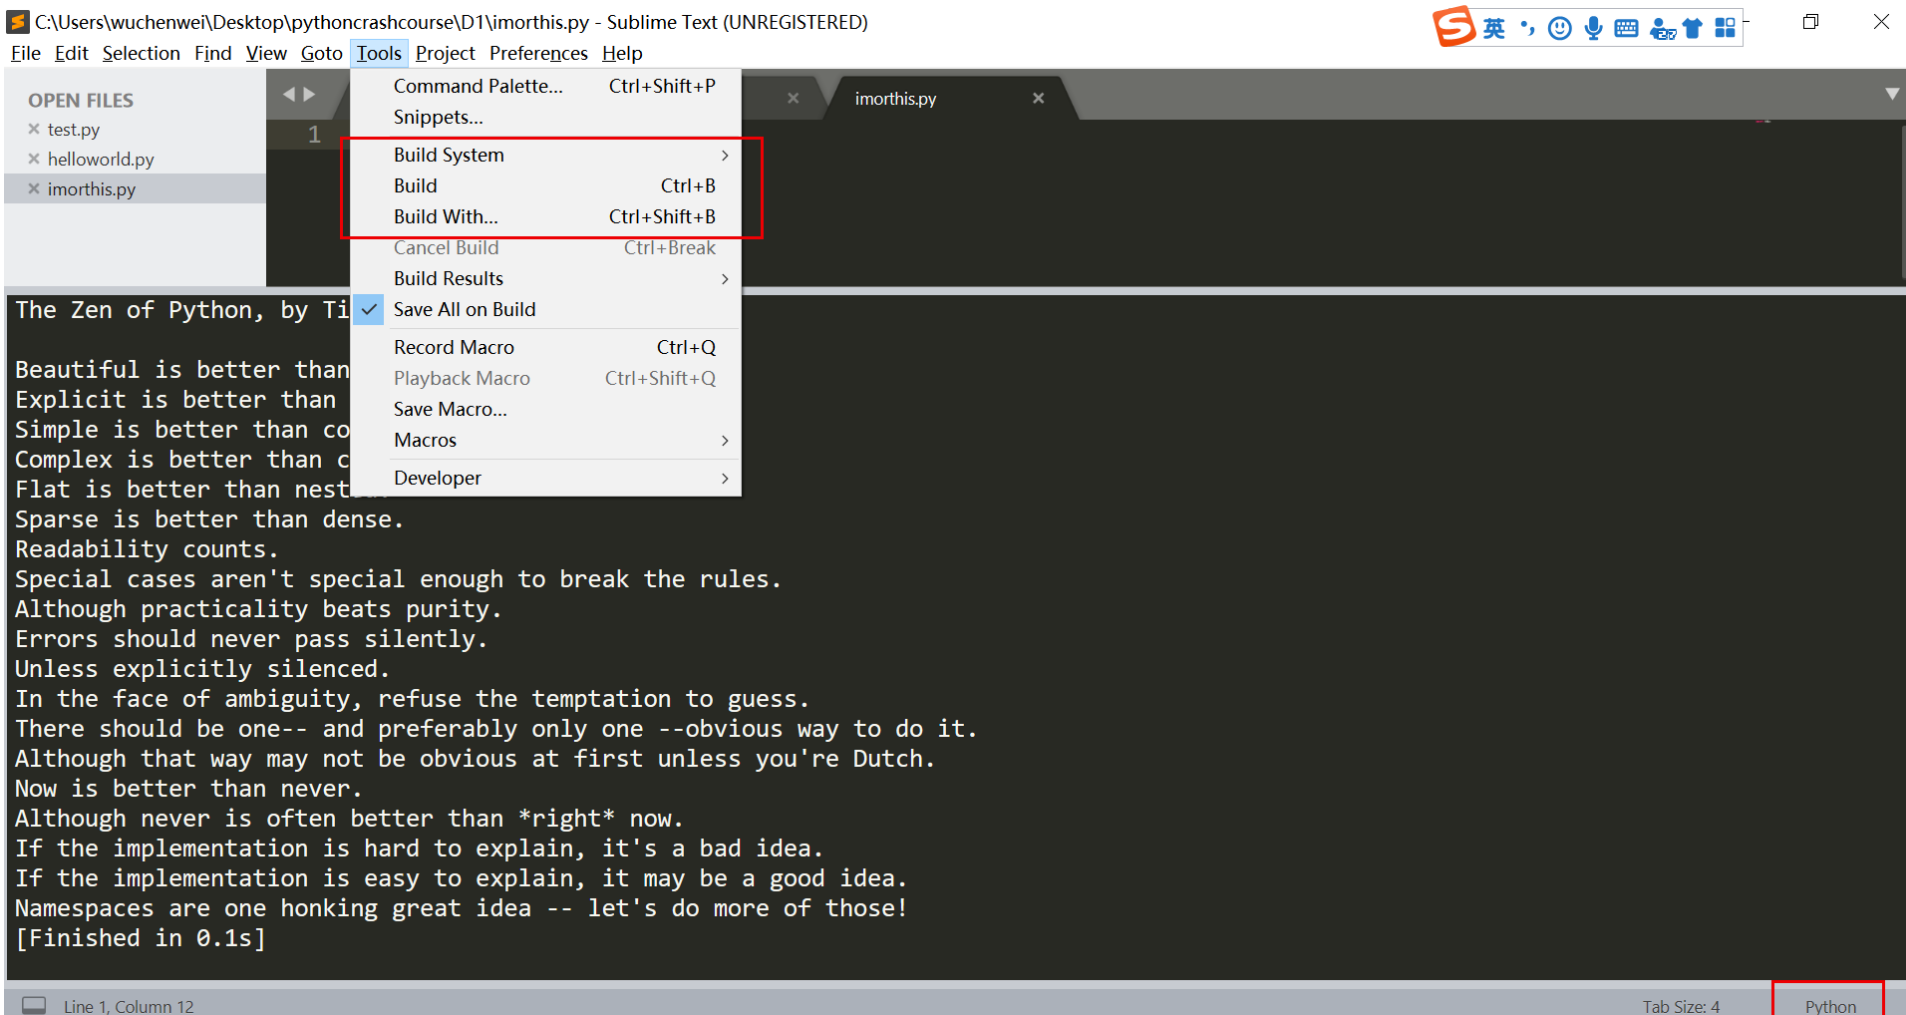 C:\Users\wuchenwei\Desktop\pythoncrashcourse\D1\imorthis.py - Sublime Text (UNREGISTERED)
英
File Edit Selection Find View Goto Tools Project Preferences Help
OPEN FILES
test.py
helloworld.py
imorthis.py
imorthis.py
1
Command Palette... Ctrl+Shift+P
Snippets...
Build System
Build Ctrl+B
Build With... Ctrl+Shift+B
Cancel Build Ctrl+Break
Build Results
Save All on Build
Record Macro Ctrl+Q
Playback Macro Ctrl+Shift+Q
Save Macro...
Macros
Developer
The Zen of Python, by Ti
Beautiful is better than
Explicit is better than
Simple is better than co
Complex is better than c
Flat is better than nest
Sparse is better than dense.
Readability counts.
Special cases aren't special enough to break the rules.
Although practicality beats purity.
Errors should never pass silently.
Unless explicitly silenced.
In the face of ambiguity, refuse the temptation to guess.
There should be one-- and preferably only one --obvious way to do it.
Although that way may not be obvious at first unless you're Dutch.
Now is better than never.
Although never is often better than *right* now.
If the implementation is hard to explain, it's a bad idea.
If the implementation is easy to explain, it may be a good idea.
Namespaces are one honking great idea -- let's do more of those!
[Finished in 0.1s]
Line 1, Column 12
Tab Size: 4
Python